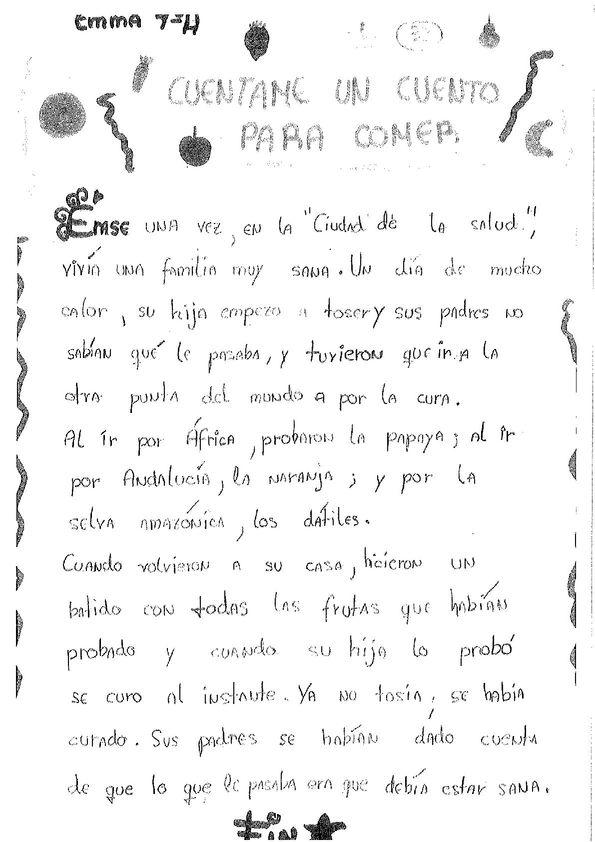 EMMA 7-4
CUENTAME UN CUENTO
PARA COMER.
Erase UNA VEZ, EN LA "Ciudad de la salud",
vivía UNA familia muy SANA. UN día de mucho
calor, su hija empezo a toser y sus padres NO
sabían qué le pasaba, y tuvieron que ir a LA
otra punta del mundo a por la cura.
Al ir por África, probaron la papaya; al ir
por Andalucía, la naranja; y por la
selva amazónica, los dátiles.
Cuando volvieron a su casa, hicieron un
batido con todas las frutas que habían
probado y cuando su hija lo probó
se curo al instante. Ya no tosía, se había
curado. Sus padres se habían dado cuenta
de que lo que le pasaba era que debía estar SANA.
FIN